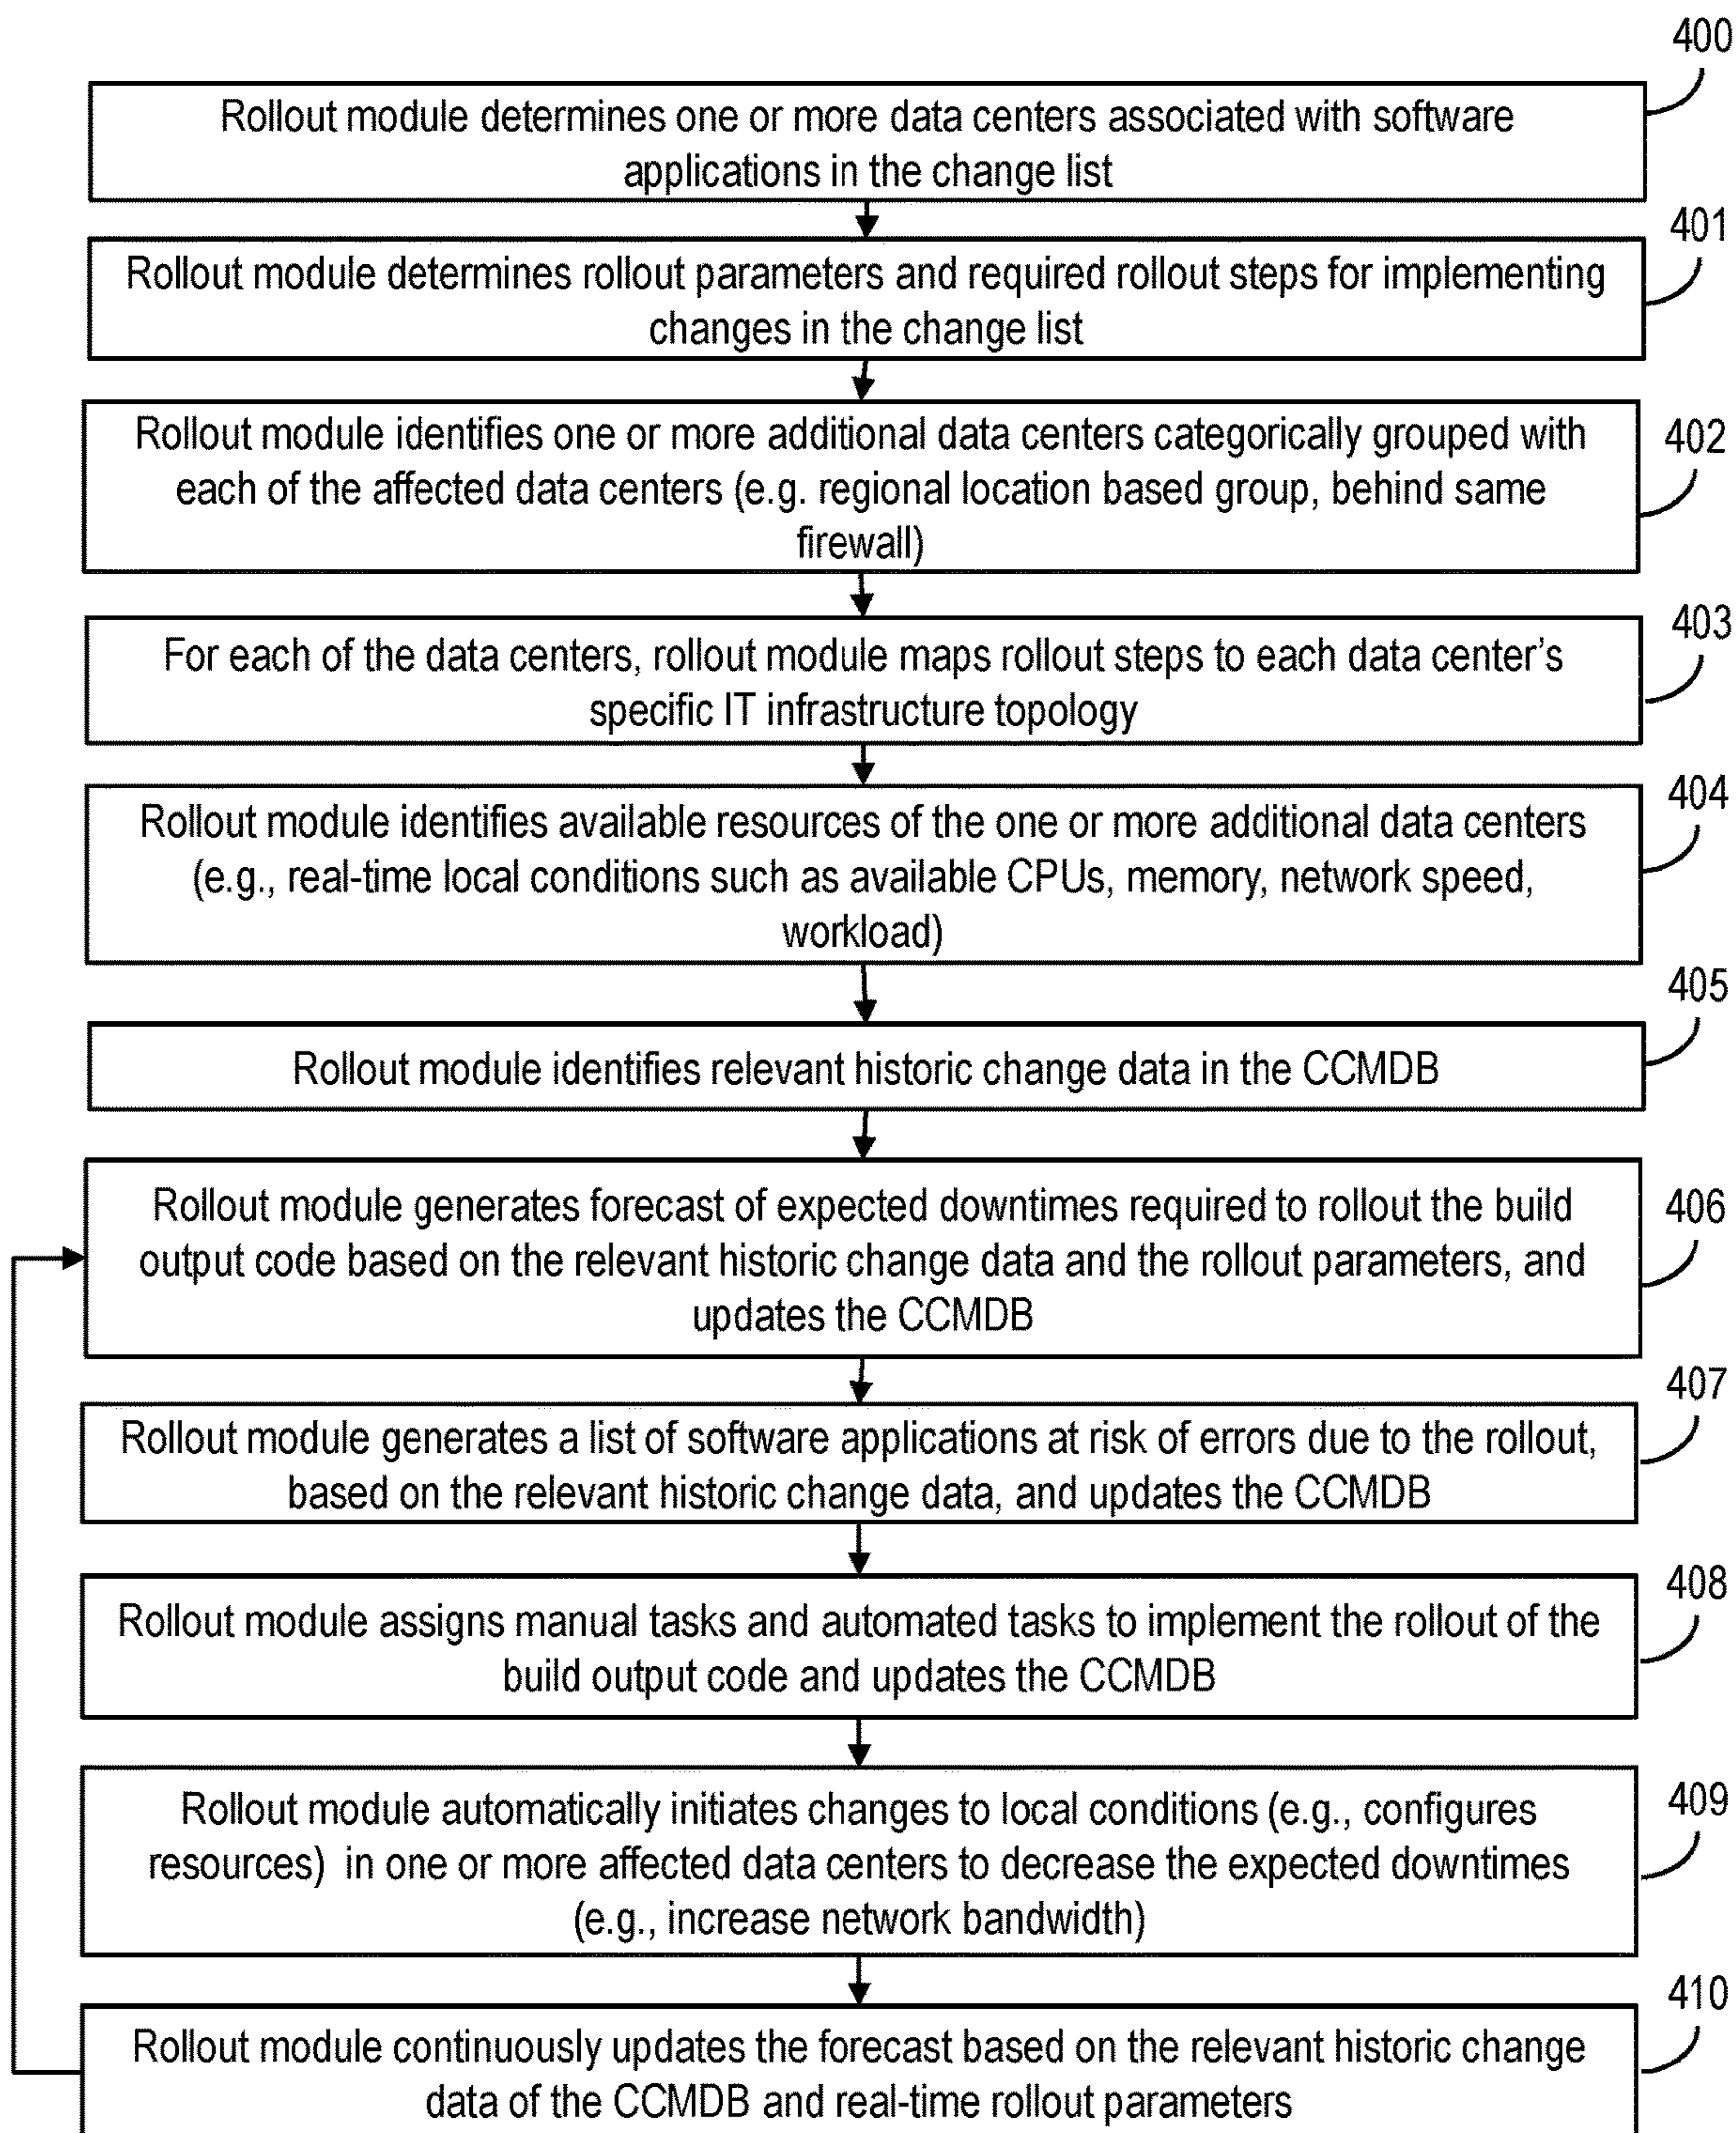 400
Rollout module determines one or more data centers associated with software
applications in the change list
401
Rollout module determines rollout parameters and required rollout steps for implementing
changes in the change list
402
Rollout module identifies one or more additional data centers categorically grouped with
each of the affected data centers (e.g. regional location based group, behind same
firewall)
403
For each of the data centers, rollout module maps rollout steps to each data center's
specific IT infrastructure topology
404
Rollout module identifies available resources of the one or more additional data centers
(e.g., real-time local conditions such as available CPUs, memory, network speed,
workload)
405
Rollout module identifies relevant historic change data in the CCMDB
406
Rollout module generates forecast of expected downtimes required to rollout the build
output code based on the relevant historic change data and the rollout parameters, and
updates the CCMDB
407
Rollout module generates a list of software applications at risk of errors due to the rollout,
based on the relevant historic change data, and updates the CCMDB
408
Rollout module assigns manual tasks and automated tasks to implement the rollout of the
build output code and updates the CCMDB
409
Rollout module automatically initiates changes to local conditions (e.g., configures
resources) in one or more affected data centers to decrease the expected downtimes
(e.g., increase network bandwidth)
410
Rollout module continuously updates the forecast based on the relevant historic change
data of the CCMDB and real-time rollout parameters